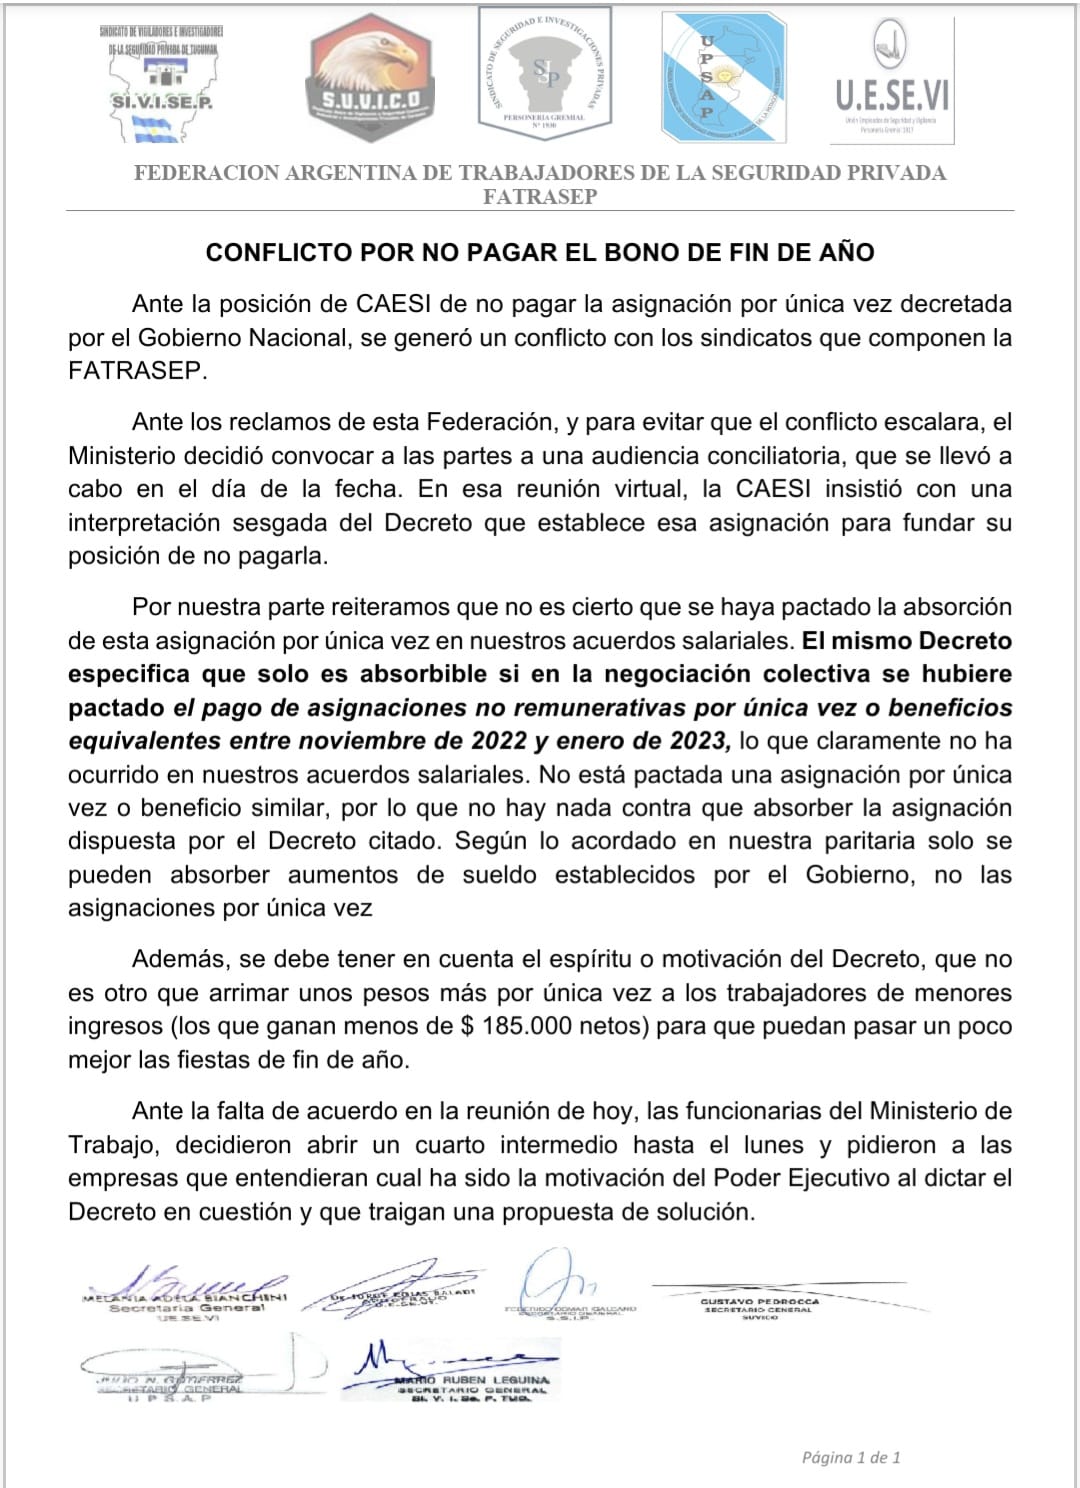 SINDICATO DE VIGILADORES E INVESTIGADORES
DE LA SEGURIDAD PRIVADA DE TUCUMAN
SI.V.I.SE.P.
S.U.V.I.C.O
SINDICATO DE SEGURIDAD E INVESTIGACIONES PRIVADAS
SSIP
PERSONERIA GREMIAL
N° 1930
UPSAP
U.E.SE.VI
Unión Empleados de Seguridad y Vigilancia
Personería Gremial 1917
FEDERACION ARGENTINA DE TRABAJADORES DE LA SEGURIDAD PRIVADA
FATRASEP
CONFLICTO POR NO PAGAR EL BONO DE FIN DE AÑO
Ante la posición de CAESI de no pagar la asignación por única vez decretada
por el Gobierno Nacional, se generó un conflicto con los sindicatos que componen la
FATRASEP.
Ante los reclamos de esta Federación, y para evitar que el conflicto escalara, el
Ministerio decidió convocar a las partes a una audiencia conciliatoria, que se llevó a
cabo en el día de la fecha. En esa reunión virtual, la CAESI insistió con una
interpretación sesgada del Decreto que establece esa asignación para fundar su
posición de no pagarla.
Por nuestra parte reiteramos que no es cierto que se haya pactado la absorción
de esta asignación por única vez en nuestros acuerdos salariales. El mismo Decreto
especifica que solo es absorbible si en la negociación colectiva se hubiere
pactado el pago de asignaciones no remunerativas por única vez o beneficios
equivalentes entre noviembre de 2022 y enero de 2023, lo que claramente no ha
ocurrido en nuestros acuerdos salariales. No está pactada una asignación por única
vez o beneficio similar, por lo que no hay nada contra que absorber la asignación
dispuesta por el Decreto citado. Según lo acordado en nuestra paritaria solo se
pueden absorber aumentos de sueldo establecidos por el Gobierno, no las
asignaciones por única vez
Además, se debe tener en cuenta el espíritu o motivación del Decreto, que no
es otro que arrimar unos pesos más por única vez a los trabajadores de menores
ingresos (los que ganan menos de $ 185.000 netos) para que puedan pasar un poco
mejor las fiestas de fin de año.
Ante la falta de acuerdo en la reunión de hoy, las funcionarias del Ministerio de
Trabajo, decidieron abrir un cuarto intermedio hasta el lunes y pidieron a las
empresas que entendieran cual ha sido la motivación del Poder Ejecutivo al dictar el
Decreto en cuestión y que traigan una propuesta de solución.
MELANIA ADELA BIANCHINI
Secretaria General
UE.SE.VI
Dr. JORGE ELIAS BALADI
APODERADO
U.E.SE.VI.
OMAR GALEANO
SECRETARIO GENERAL
S.S.I.P.
GUSTAVO PEDROCCA
SECRETARIO GENERAL
SUVICO
JULIO N. GUTIERREZ
SECRETARIO GENERAL
U P S A P
MARIO RUBEN LEGUINA
SECRETARIO GENERAL
SI. V. I. Se. P. TUC.
Página 1 de 1